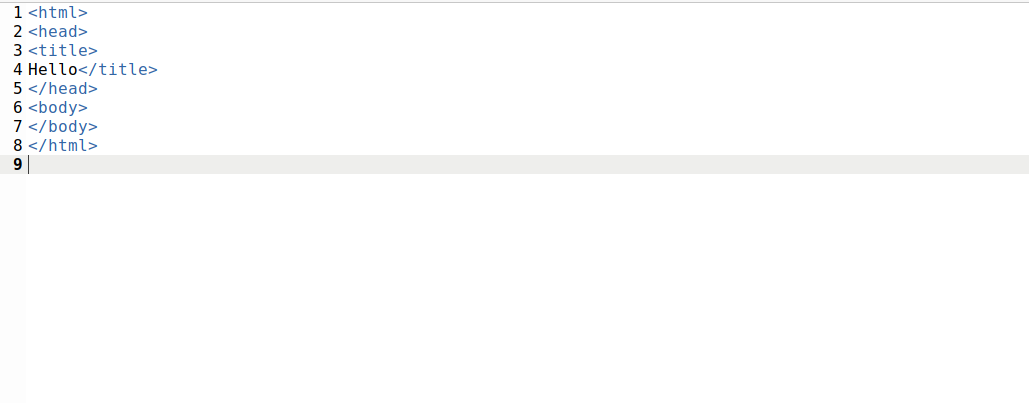 1 <html>
2 <head>
3 <title>
4 Hello</title>
5 </head>
6 <body>
7 </body>
8 </html>
9